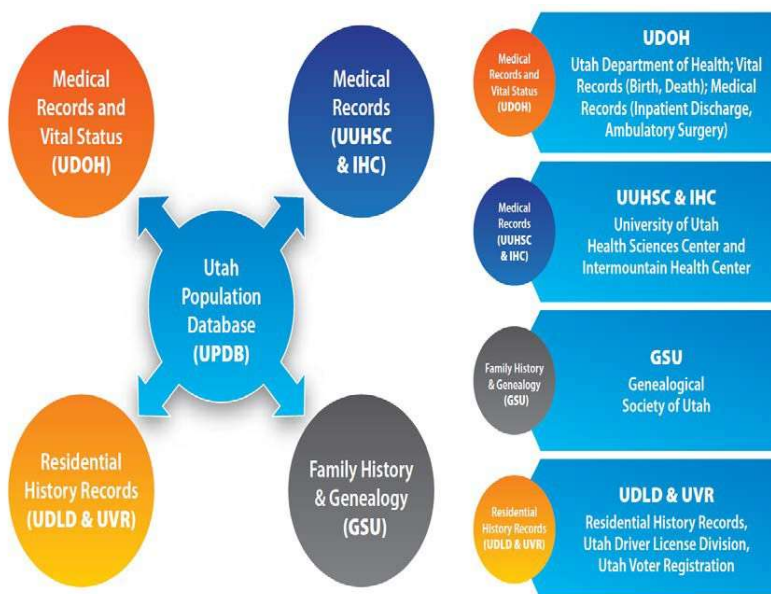 Medical
Records and
Vital Status
(UDOH)
Medical
Records
(UUHSC
& IHC)
Utah
Population
Database
(UPDB)
Residential
History Records
(UDLD & UVR)
Family History
& Genealogy
(GSU)
Medical
Records and
Vital Status
(UDOH)
UDOH
Utah Department of Health; Vital
Records (Birth, Death); Medical
Records (Inpatient Discharge,
Ambulatory Surgery)
Medical
Records
(UUHSC
& IHC)
UUHSC & IHC
University of Utah
Health Sciences Center and
Intermountain Health Center
Family History
& Genealogy
(GSU)
GSU
Genealogical
Society of Utah
Residential
History Records
(UDLD & UVR)
UDLD & UVR
Residential History Records,
Utah Driver License Division,
Utah Voter Registration